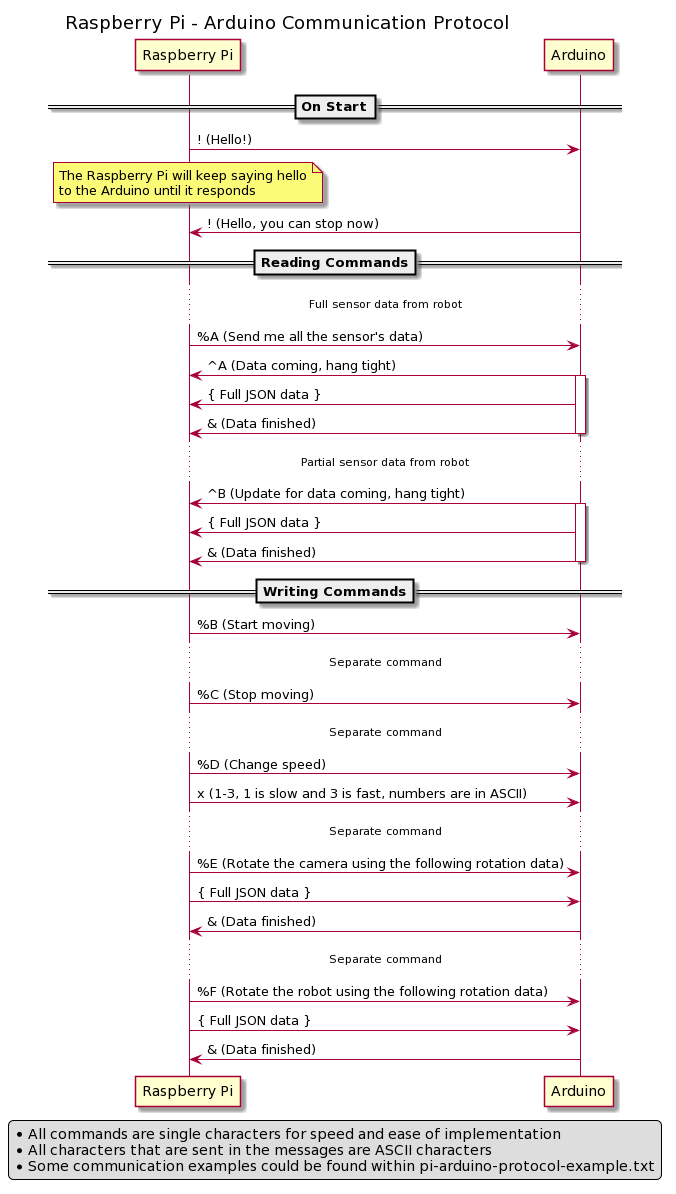 Raspberry Pi - Arduino Communication Protocol
Raspberry Pi
Arduino
On Start
! (Hello!)
The Raspberry Pi will keep saying hello
to the Arduino until it responds
! (Hello, you can stop now)
Reading Commands
Full sensor data from robot
%A (Send me all the sensor's data)
^A (Data coming, hang tight)
{ Full JSON data }
& (Data finished)
Partial sensor data from robot
^B (Update for data coming, hang tight)
{ Full JSON data }
& (Data finished)
Writing Commands
%B (Start moving)
Separate command
%C (Stop moving)
Separate command
%D (Change speed)
x (1-3, 1 is slow and 3 is fast, numbers are in ASCII)
Separate command
%E (Rotate the camera using the following rotation data)
{ Full JSON data }
& (Data finished)
Separate command
%F (Rotate the robot using the following rotation data)
{ Full JSON data }
& (Data finished)
Raspberry Pi
Arduino
• All commands are single characters for speed and ease of implementation
• All characters that are sent in the messages are ASCII characters
• Some communication examples could be found within pi-arduino-protocol-example.txt